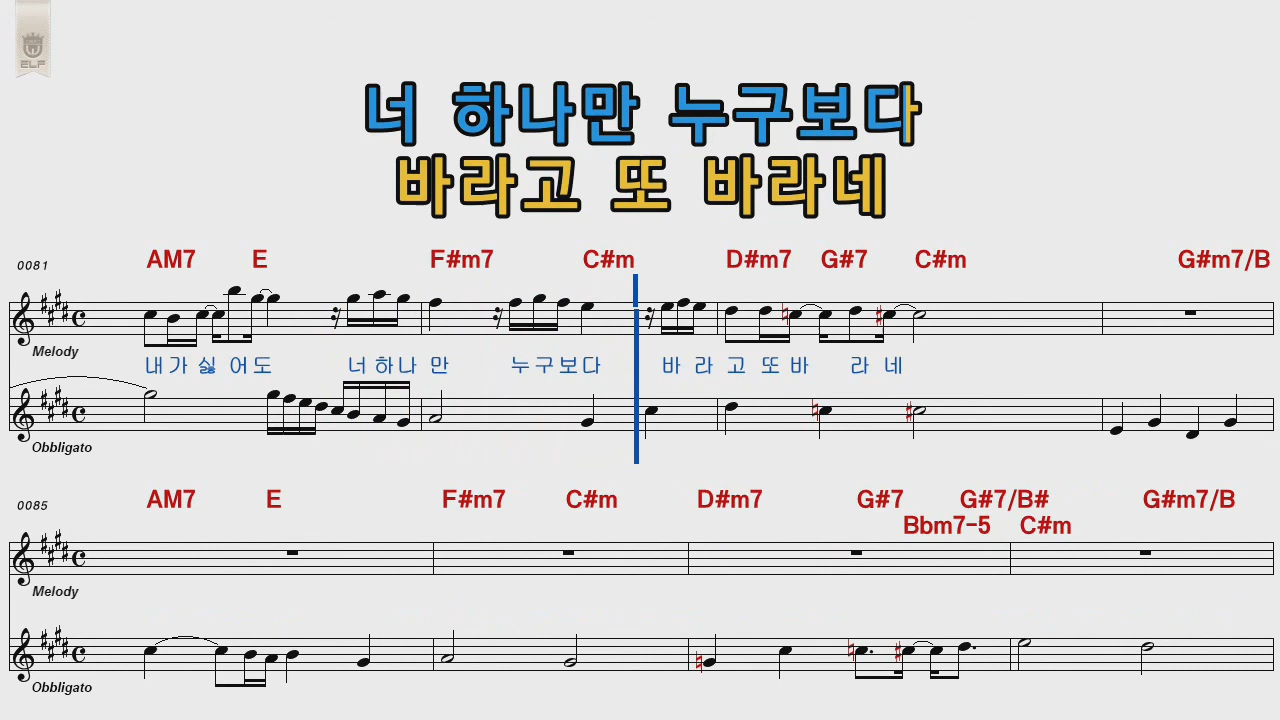 ELF
너 하나만 누구보다
바라고 또 바라네
0081 AM7 E F#m7 C#m D#m7 G#7 C#m G#m7/B
Melody
내가 싫 어도 너하나 만 누구보다 바 라 고 또 바 라 네
Obbligato
0085 AM7 E F#m7 C#m D#m7 G#7 G#7/B# G#m7/B
Bbm7-5 C#m
Melody
Obbligato